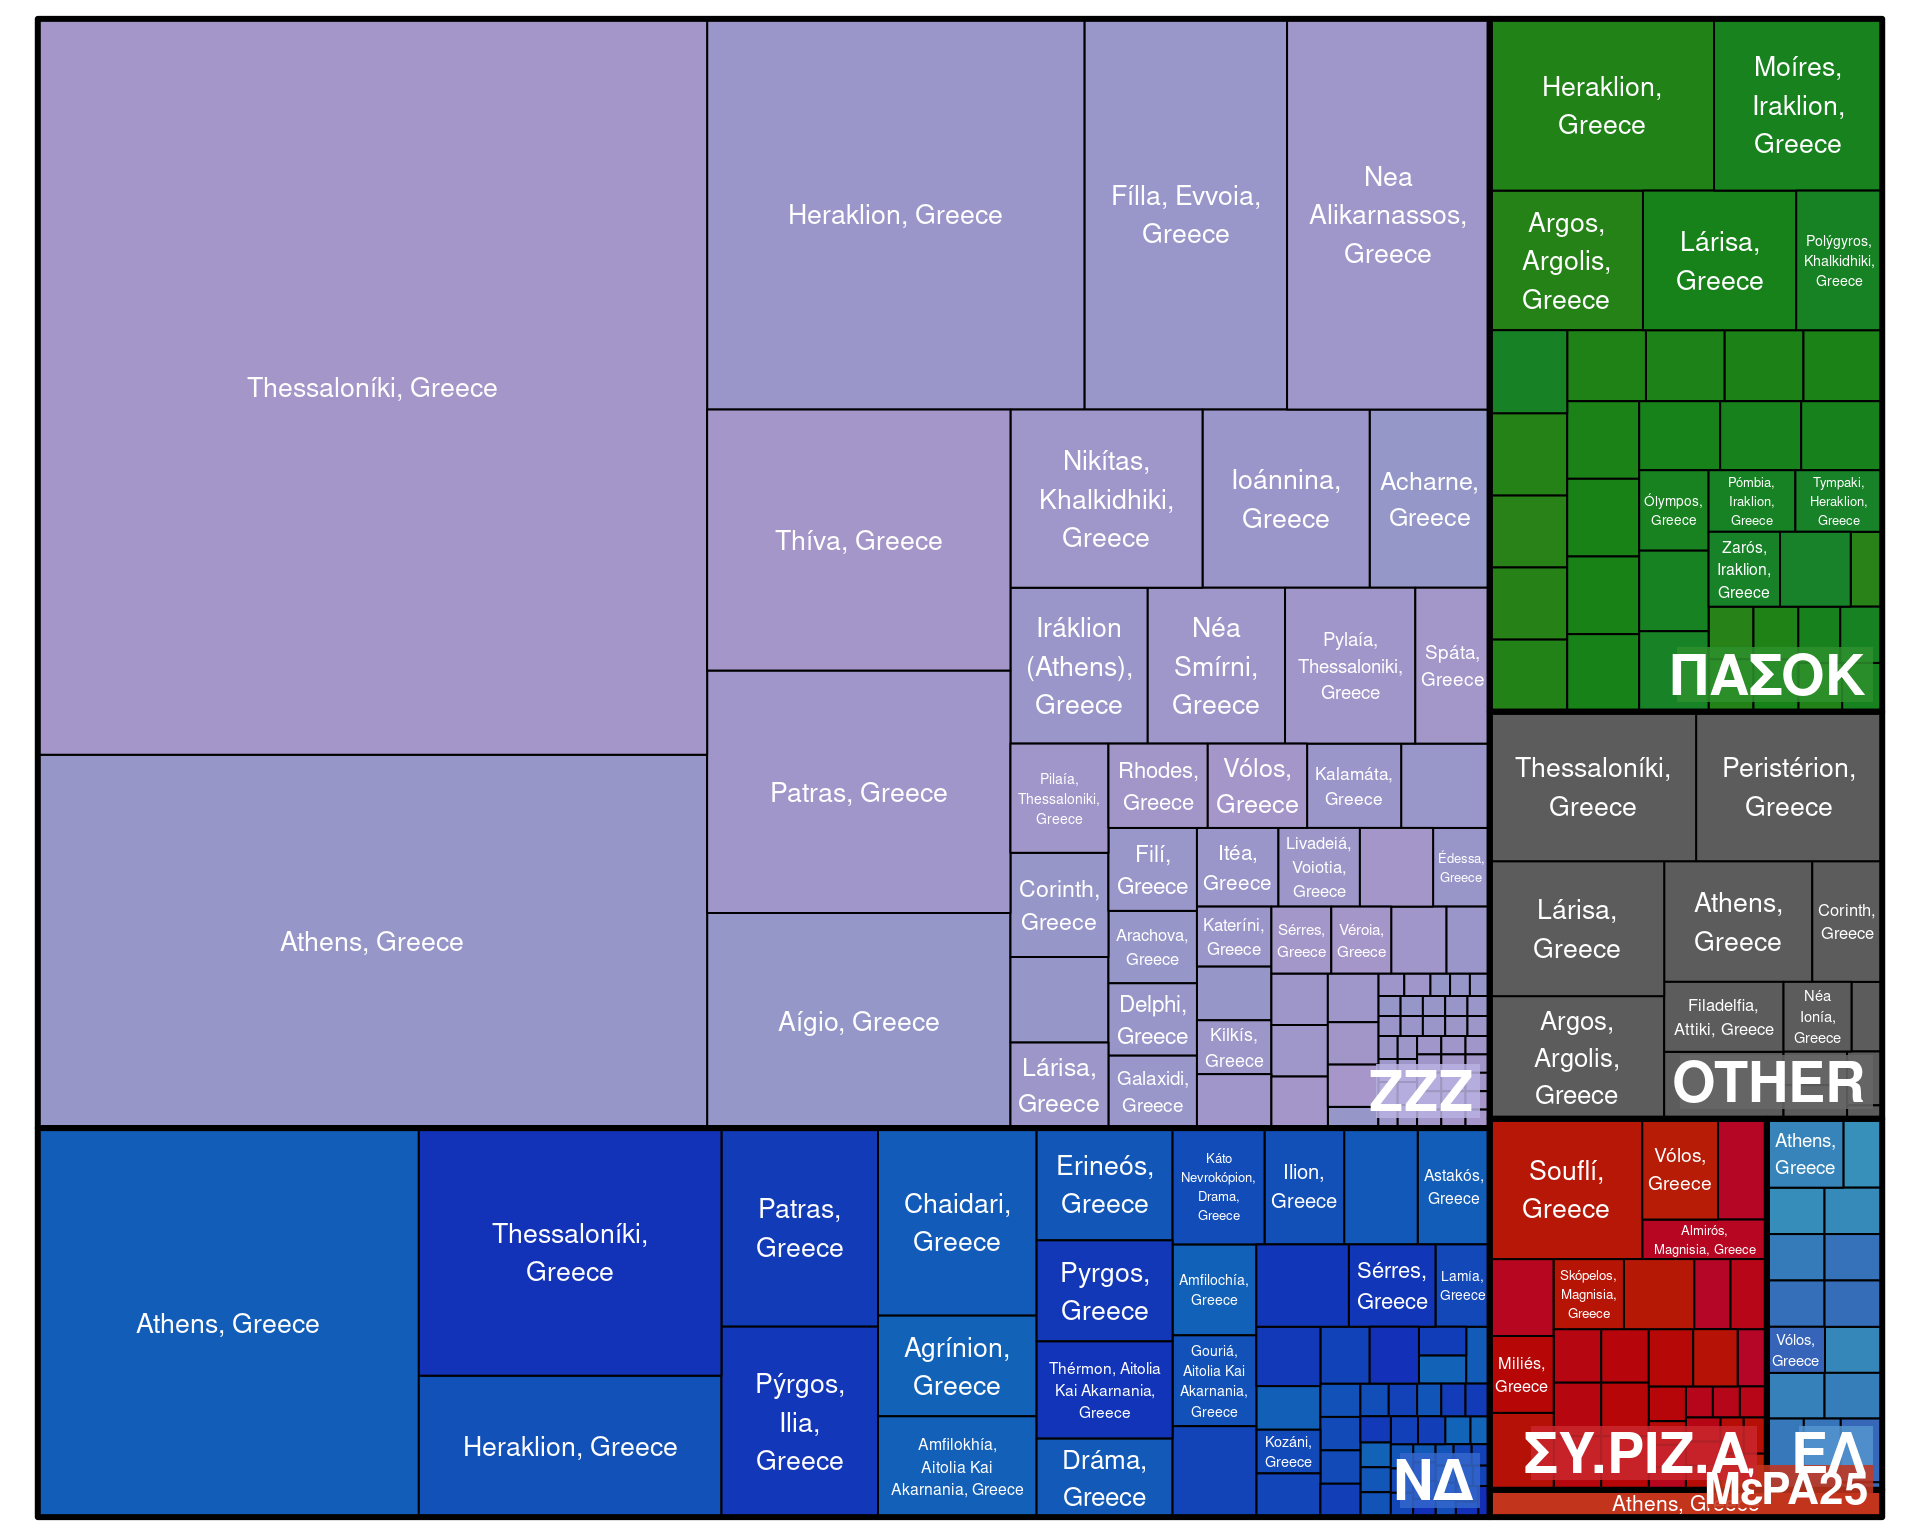 Thessaloníki, Greece
Athens, Greece
Heraklion, Greece
Fílla, Evvoia,
Greece
Nea
Alikarnassos,
Greece
Thíva, Greece
Patras, Greece
Aígio, Greece
Nikítas,
Khalkidhiki,
Greece
Ioánnina,
Greece
Acharne,
Greece
Iráklion
(Athens),
Greece
Néa
Smírni,
Greece
Pylaía,
Thessaloniki,
Greece
Spáta,
Greece
Pilaía,
Thessaloniki,
Greece
Rhodes,
Greece
Vólos,
Greece
Kalamáta,
Greece
Corinth,
Greece
Filí,
Greece
Itéa,
Greece
Livadeiá,
Voiotia,
Greece
Édessa,
Greece
Arachova,
Greece
Kateríni,
Greece
Sérres,
Greece
Véroia,
Greece
Delphi,
Greece
Kilkís,
Greece
Lárisa,
Greece
Galaxidi,
Greece
ZZZ
Heraklion,
Greece
Moíres,
Iraklion,
Greece
Argos,
Argolis,
Greece
Lárisa,
Greece
Polýgyros,
Khalkidhiki,
Greece
Ólympos,
Greece
Pómbia,
Iraklion,
Greece
Tympaki,
Heraklion,
Greece
Zarós,
Iraklion,
Greece
ΠΑΣΟΚ
Thessaloníki,
Greece
Peristérion,
Greece
Lárisa,
Greece
Athens,
Greece
Corinth,
Greece
Argos,
Argolis,
Greece
Filadelfia,
Attiki, Greece
Néa
Ionía,
Greece
OTHER
Athens, Greece
Thessaloníki,
Greece
Heraklion, Greece
Patras,
Greece
Pýrgos,
Ilia,
Greece
Chaidari,
Greece
Agrínion,
Greece
Amfilokhía,
Aitolia Kai
Akarnania, Greece
Erineós,
Greece
Pyrgos,
Greece
Thérmon, Aitolia
Kai Akarnania,
Greece
Dráma,
Greece
Káto
Nevrokópion,
Drama,
Greece
Ilion,
Greece
Astakós,
Greece
Amfilochía,
Greece
Sérres,
Greece
Lamía,
Greece
Gouriá,
Aitolia Kai
Akarnania,
Greece
Kozáni,
Greece
ΝΔ
Souflí,
Greece
Vólos,
Greece
Almirós,
Magnisia, Greece
Skópelos,
Magnisia,
Greece
Miliés,
Greece
ΣΥ.ΡΙΖ.Α.
Athens,
Greece
Vólos,
Greece
ΕΛ
Athens, Greece
ΜέΡΑ25